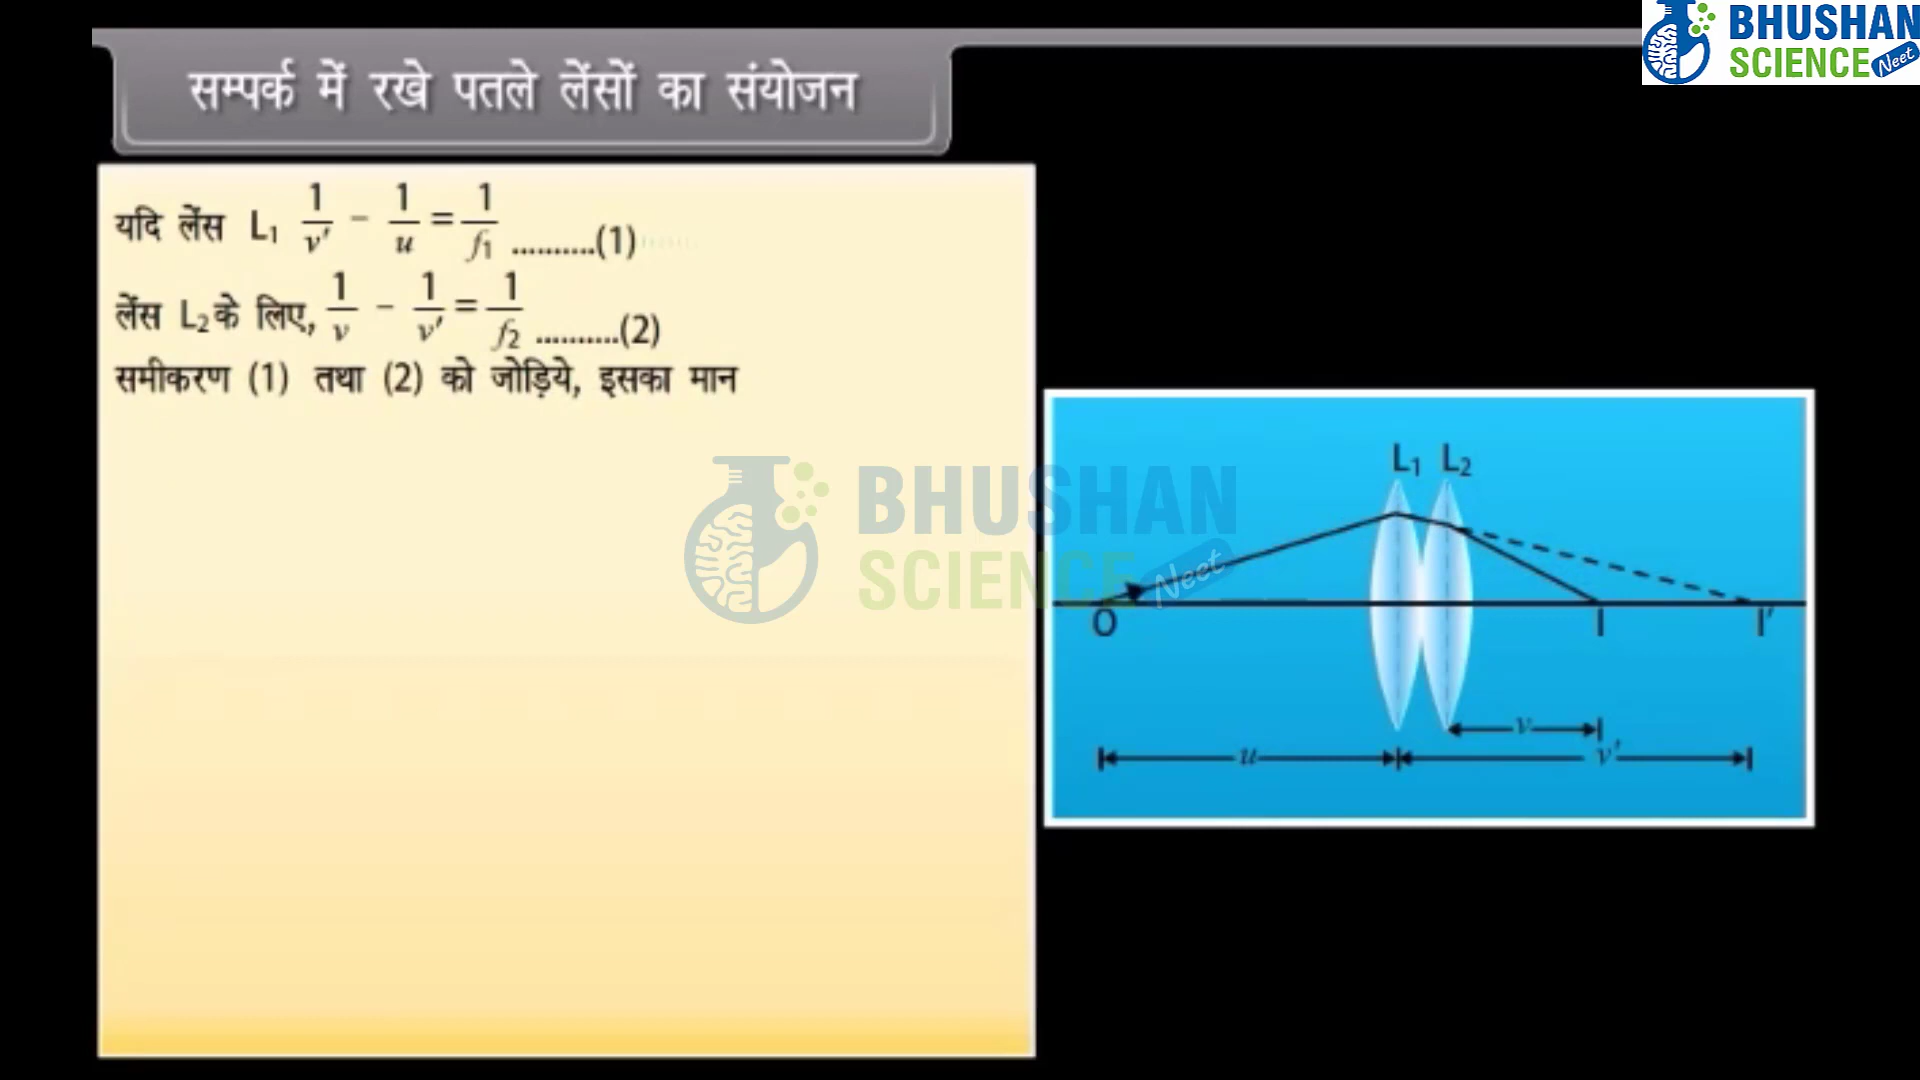 BHUSHAN
SCIENCE Neet
सम्पर्क में रखे पतले लेंसों का संयोजन
यदि लेंस L₁ 1/v' - 1/u = 1/f₁ ..........(1)
लेंस L₂ के लिए, 1/v - 1/v' = 1/f₂ ..........(2)
समीकरण (1) तथा (2) को जोड़िये, इसका मान
BHUSHAN
SCIENCE Neet
L₁ L₂
O I I'
v
u v'